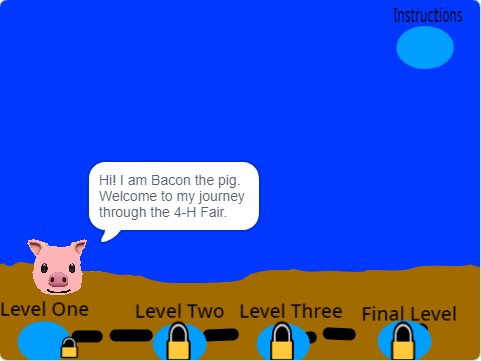 Instructions
Hi! I am Bacon the pig.
Welcome to my journey
through the 4-H Fair.
Level One
Level Two
Level Three
Final Level